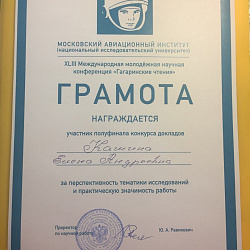 МОСКОВСКИЙ АВИАЦИОННЫЙ ИНСТИТУТ
(национальный исследовательский университет)
XLIII Международная молодёжная научная
конференция «Гагаринские чтения»
ГРАМОТА
НАГРАЖДАЕТСЯ
участник полуфинала конкурса докладов
Елена Андреевна
за перспективность тематики исследований
и практическую значимость работы
Проректор
по научной работе
Ю. А. Равикович